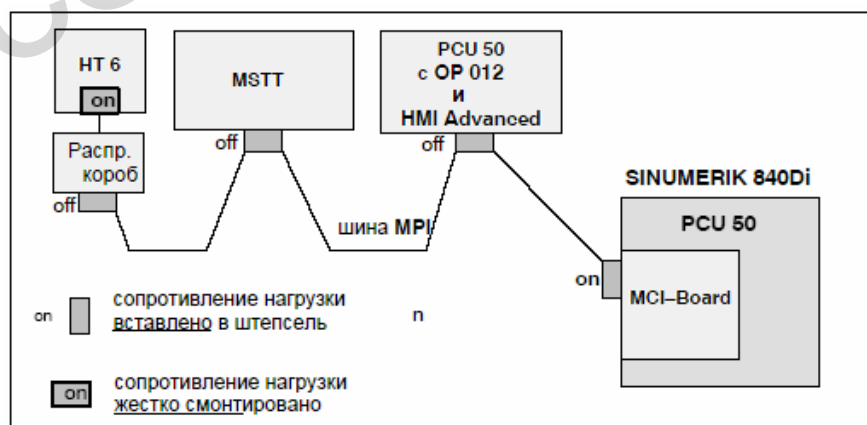 HT 6
on
MSTT
PCU 50
с OP 012
и
HMI Advanced
off
off
Распр.
короб
off
SINUMERIK 840Di
PCU 50
шина MPI
on
MCI–Board
on
сопротивление нагрузки
вставлено в штепсель
n
on
сопротивление нагрузки
жестко смонтировано